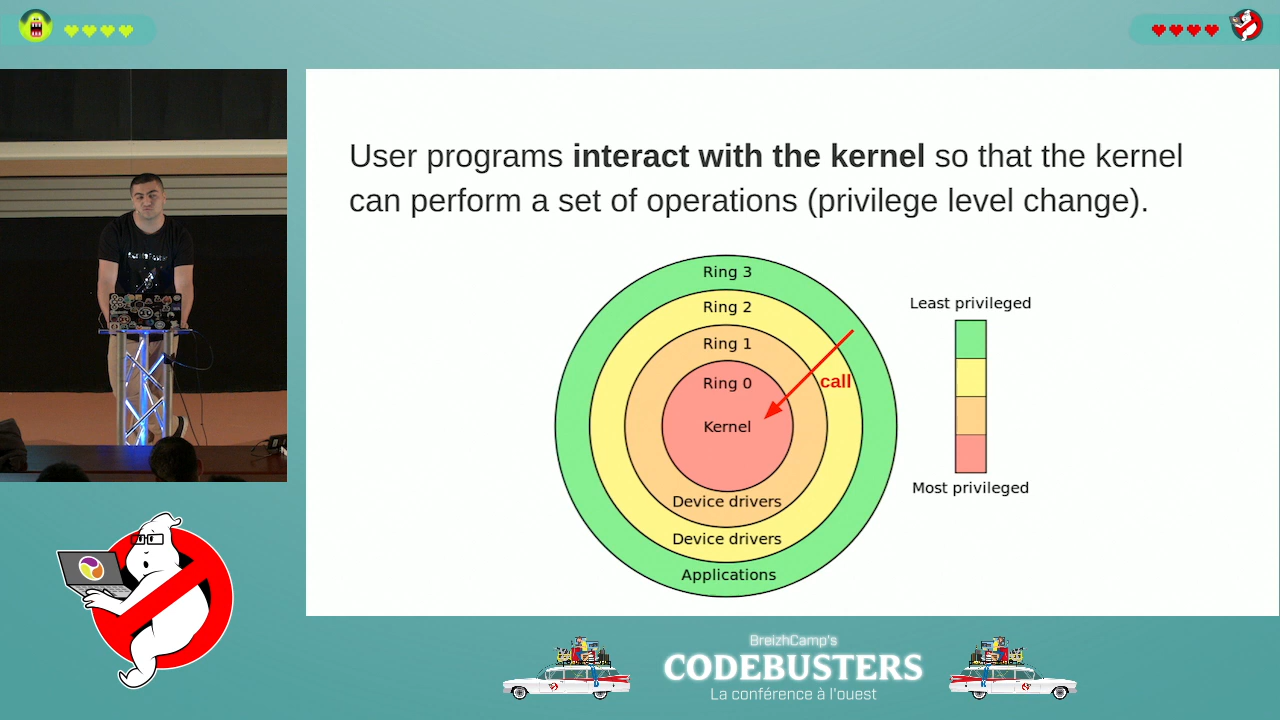 User programs interact with the kernel so that the kernel
can perform a set of operations (privilege level change).
Ring 3
Ring 2
Ring 1
Ring 0
Kernel
Device drivers
Device drivers
Applications
call
Least privileged
Most privileged
BreizhCamp's
CODEBUSTERS
La conférence à l'ouest